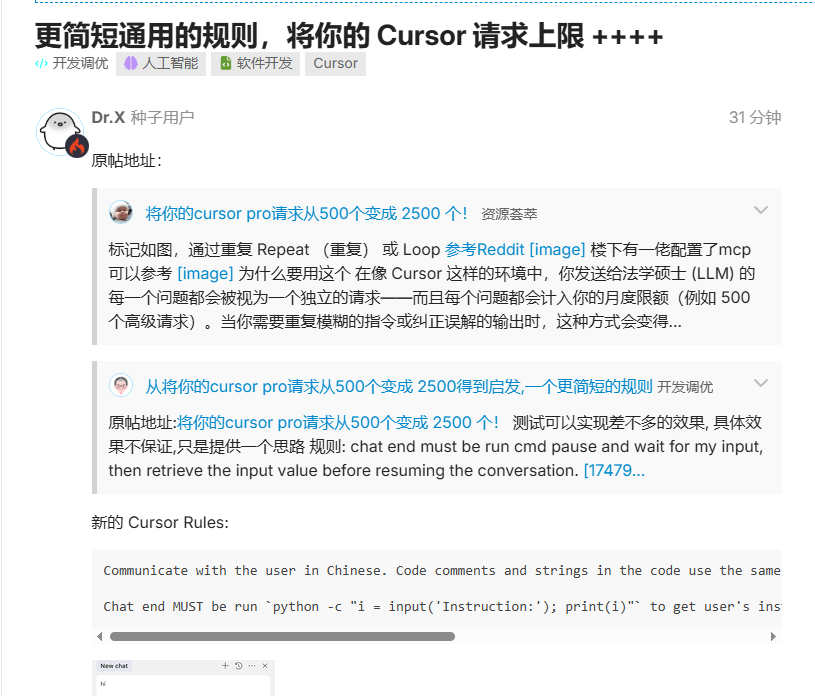 更简短通用的规则，将你的 Cursor 请求上限 ++++
开发调优 人工智能 软件开发 Cursor
Dr.X 种子用户 31 分钟
原帖地址：
将你的cursor pro请求从500个变成 2500 个！ 资源荟萃
标记如图，通过重复 Repeat （重复） 或 Loop 参考Reddit [image] 楼下有一佬配置了mcp
可以参考 [image] 为什么要用这个 在像 Cursor 这样的环境中，你发送给法学硕士 (LLM) 的
每一个问题都会被视为一个独立的请求——而且每个问题都会计入你的月度限额（例如 500
个高级请求）。当你需要重复模糊的指令或纠正误解的输出时，这种方式会变得...
从将你的cursor pro请求从500个变成 2500得到启发,一个更简短的规则 开发调优
原帖地址:将你的cursor pro请求从500个变成 2500 个！ 测试可以实现差不多的效果, 具体效
果不保证,只是提供一个思路 规则: chat end must be run cmd pause and wait for my input,
then retrieve the input value before resuming the conversation. [17479...
新的 Cursor Rules:
Communicate with the user in Chinese. Code comments and strings in the code use the same
Chat end MUST be run `python -c "i = input('Instruction:'); print(i)"` to get user's ins
New chat
hi